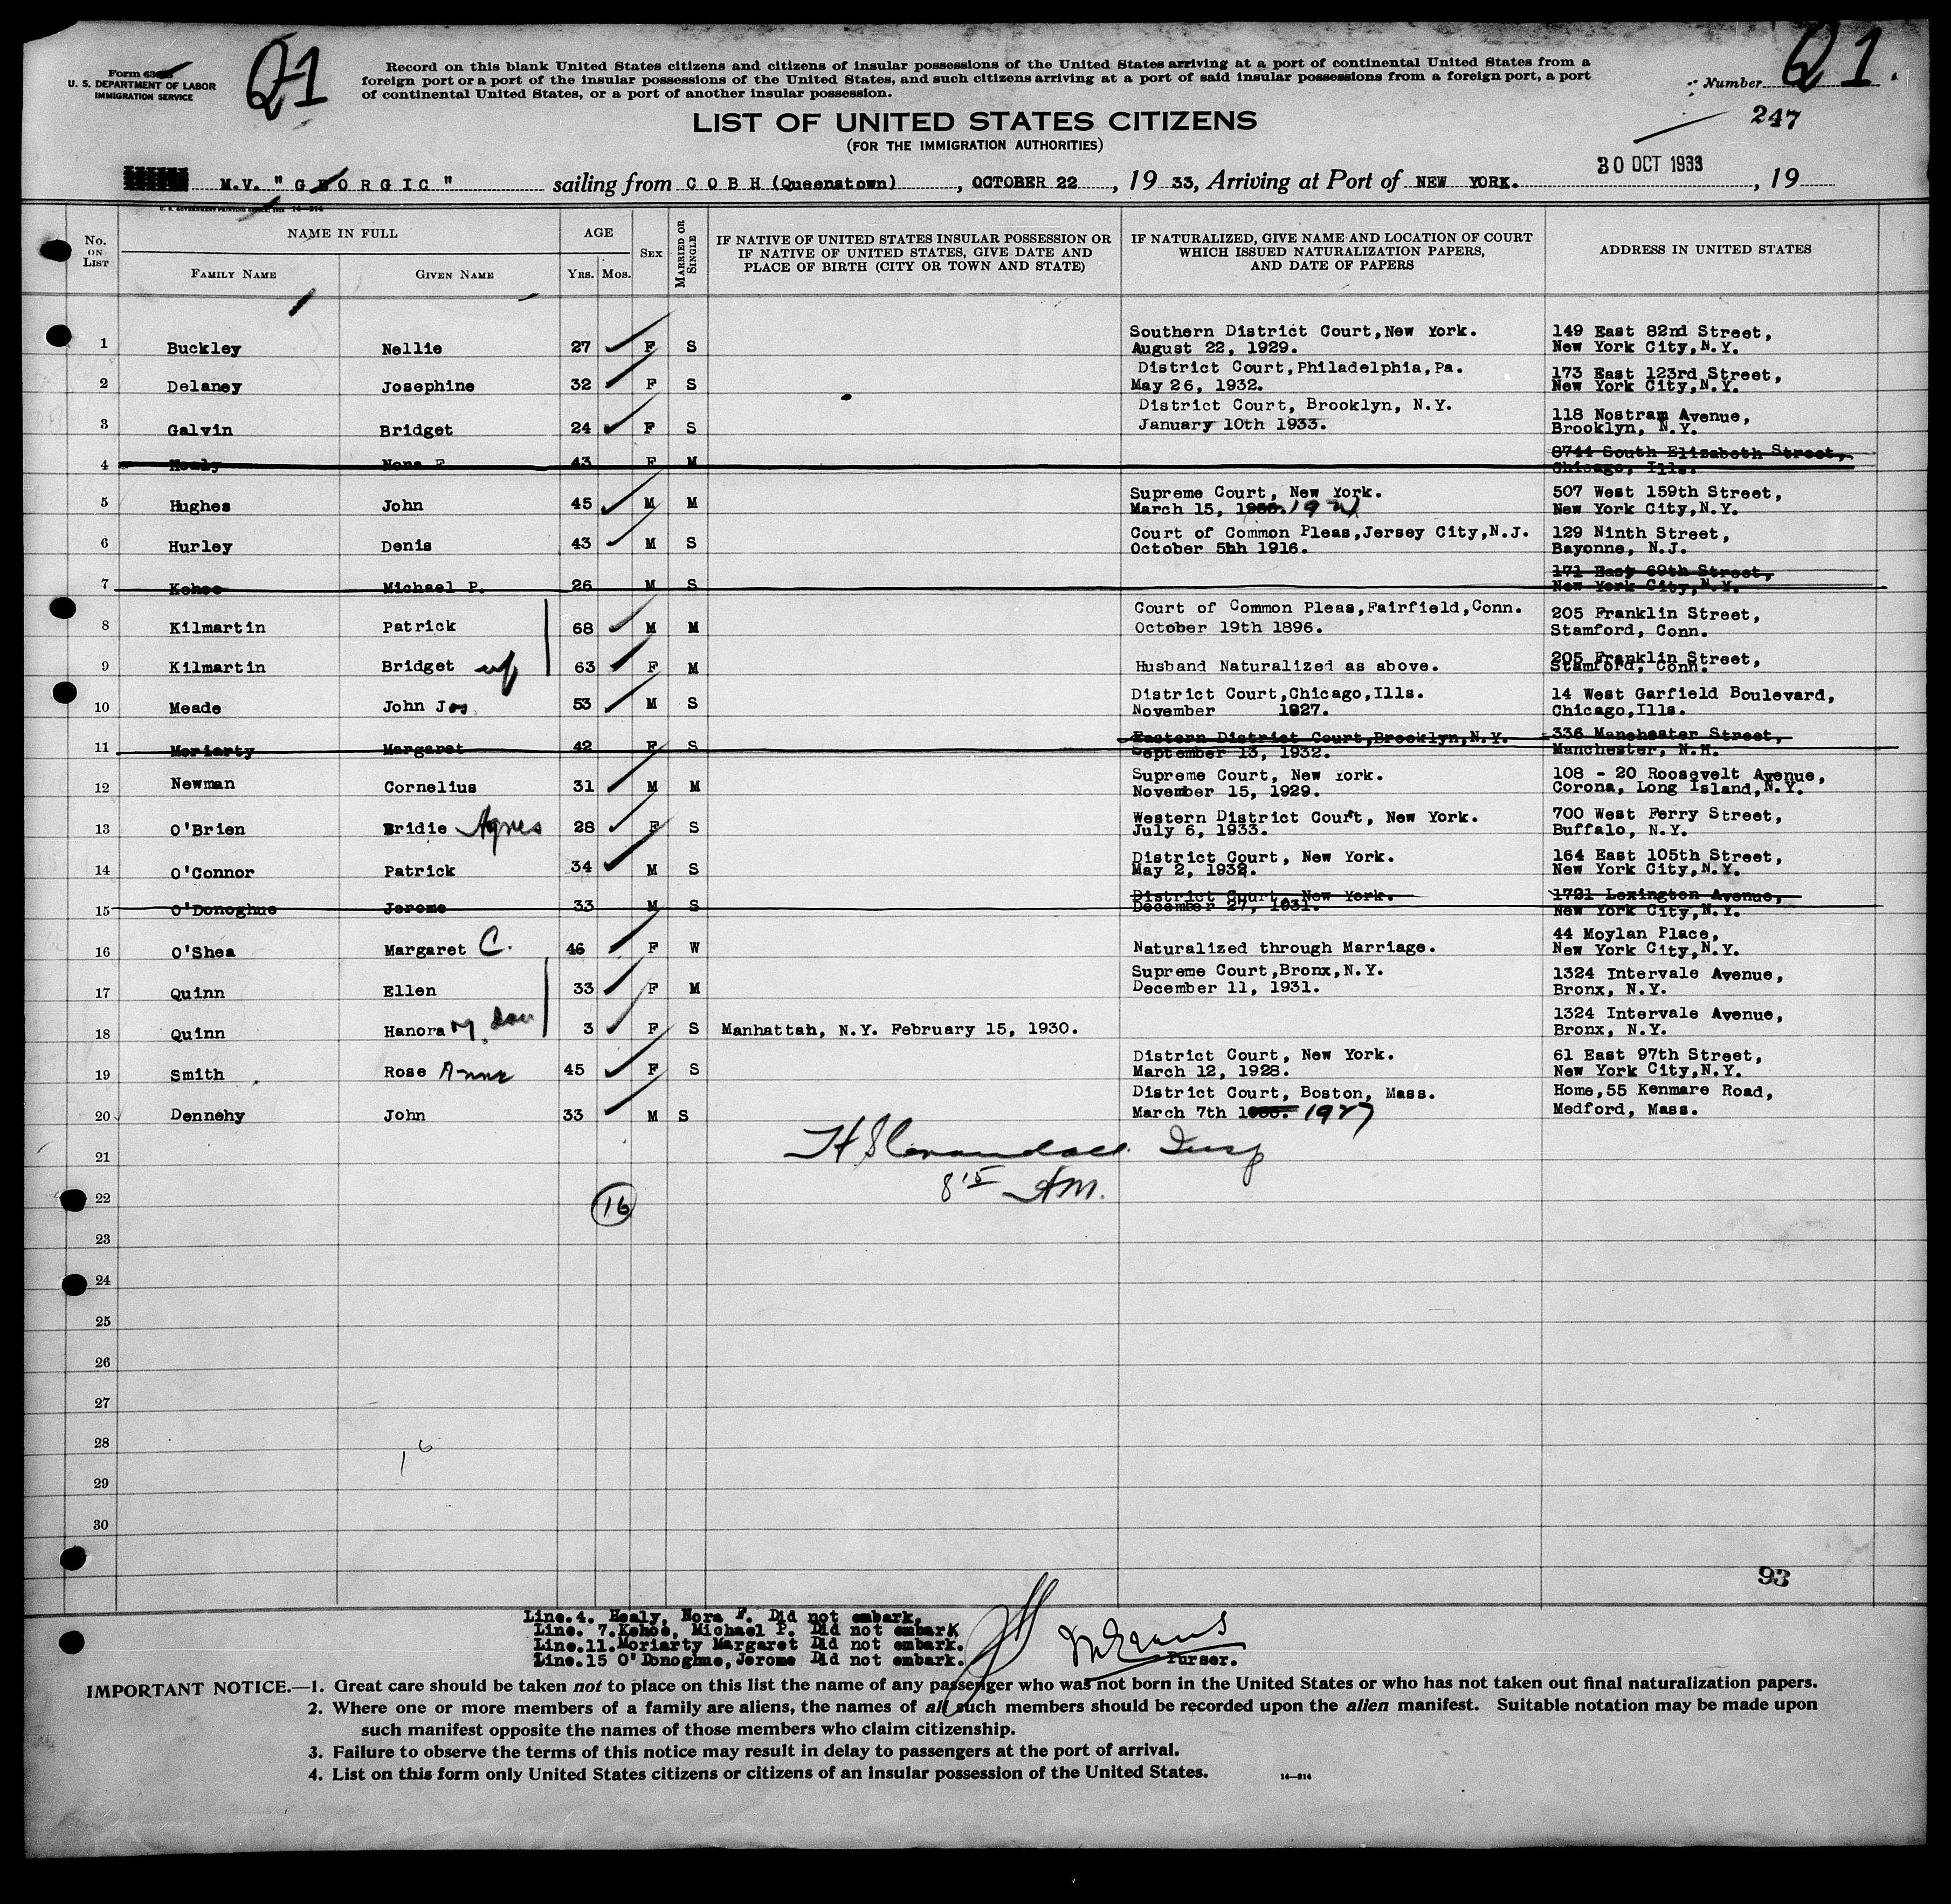 Q1
Form 630
U. S. DEPARTMENT OF LABOR
IMMIGRATION SERVICE
Record on this blank United States citizens and citizens of insular possessions of the United States arriving at a port of continental United States from a
foreign port or a port of the insular possessions of the United States, and such citizens arriving at a port of said insular possessions from a foreign port, a port
of continental United States, or a port of another insular possession.
Number Q1.
247
LIST OF UNITED STATES CITIZENS
(FOR THE IMMIGRATION AUTHORITIES)
M.V. "GEORGIC" sailing from COBH (Queenstown), OCTOBER 22, 1933, Arriving at Port of NEW YORK. 30 OCT 1933, 19
No. ON LIST
NAME IN FULL
FAMILY NAME GIVEN NAME
AGE
YRS. MOS.
SEX
MARRIED OR SINGLE
IF NATIVE OF UNITED STATES INSULAR POSSESSION OR
IF NATIVE OF UNITED STATES, GIVE DATE AND
PLACE OF BIRTH (CITY OR TOWN AND STATE)
IF NATURALIZED, GIVE NAME AND LOCATION OF COURT
WHICH ISSUED NATURALIZATION PAPERS,
AND DATE OF PAPERS
ADDRESS IN UNITED STATES
1 Buckley Nellie 27 F S Southern District Court,New York. August 22, 1929. 149 East 82nd Street, New York City,N.Y.
2 Delaney Josephine 32 F S District Court,Philadelphia,Pa. May 26, 1932. 173 East 123rd Street, New York City,N.Y.
3 Galvin Bridget 24 F S District Court, Brooklyn, N.Y. January 10th 1933. 118 Nostram Avenue, Brooklyn, N.Y.
4 Healy Nora F 43 F M 8744 South Elizabeth Street, Chicago, Ills.
5 Hughes John 45 M M Supreme Court, New York. March 15, 507 West 159th Street, New York City,N.Y.
6 Hurley Denis 43 M S Court of Common Pleas,Jersey City,N.J. October 5hh 1916. 129 Ninth Street, Bayonne, N.J.
7 Kehoe Michael P. 26 M S 171 East 69th Street, New York City,N.Y.
8 Kilmartin Patrick 68 M M Court of Common Pleas,Fairfield,Conn. October 19th 1896. 205 Franklin Street, Stamford, Conn.
9 Kilmartin Bridget wf 63 F M Husband Naturalized as above. 205 Franklin Street, Stamford, Conn.
10 Meade John Jos 53 M S District Court,Chicago,Ills. November 1927. 14 West Garfield Boulevard, Chicago,Ills.
11 Moriarty Margaret 42 F S Eastern District Court,Brooklyn,N.Y. September 13, 1932. 336 Manchester Street, Manchester, N.H.
12 Newman Cornelius 31 M M Supreme Court, New York. November 15, 1929. 108 - 20 Roosevelt Avenue, Corona, Long Island,N.Y.
13 O'Brien Bridie Agnes 28 F S Western District Court, New York. July 6, 1933. 700 West Ferry Street, Buffalo, N.Y.
14 O'Connor Patrick 34 M S District Court, New York. May 2, 1932. 164 East 105th Street, New York City,N.Y.
15 O'Donoghue Jerome 33 M S District Court, New York. December 27, 1931. 1721 Lexington Avenue, New York City,N.Y.
16 O'Shea Margaret C. 46 F W Naturalized through Marriage. 44 Moylan Place, New York City,N.Y.
17 Quinn Ellen 33 F M Supreme Court,Bronx,N.Y. December 11, 1931. 1324 Intervale Avenue, Bronx, N.Y.
18 Quinn Hanora M. dau 3 F S Manhattah, N.Y. February 15, 1930. 1324 Intervale Avenue, Bronx, N.Y.
19 Smith Rose Anna 45 F S District Court, New York. March 12, 1928. 61 East 97th Street, New York City,N.Y.
20 Dennehy John 33 M S District Court, Boston, Mass. March 7th 1927 Home,55 Kenmare Road, Medford, Mass.
21 Insp
22 16 8 15 AM.
23
24
25
26
27
28 16
29
30
93
Line.4. Healy, Nora F. Did not embark.
Line. 7.Kehoe, Michael P. Did not embark
Line.11.Moriarty Margaret Did not embark.
Line.15 O'Donoghue,Jerome Did not embark.
Purser.
IMPORTANT NOTICE.—1. Great care should be taken not to place on this list the name of any passenger who was not born in the United States or who has not taken out final naturalization papers.
2. Where one or more members of a family are aliens, the names of all such members should be recorded upon the alien manifest. Suitable notation may be made upon
such manifest opposite the names of those members who claim citizenship.
3. Failure to observe the terms of this notice may result in delay to passengers at the port of arrival.
4. List on this form only United States citizens or citizens of an insular possession of the United States. 14—214